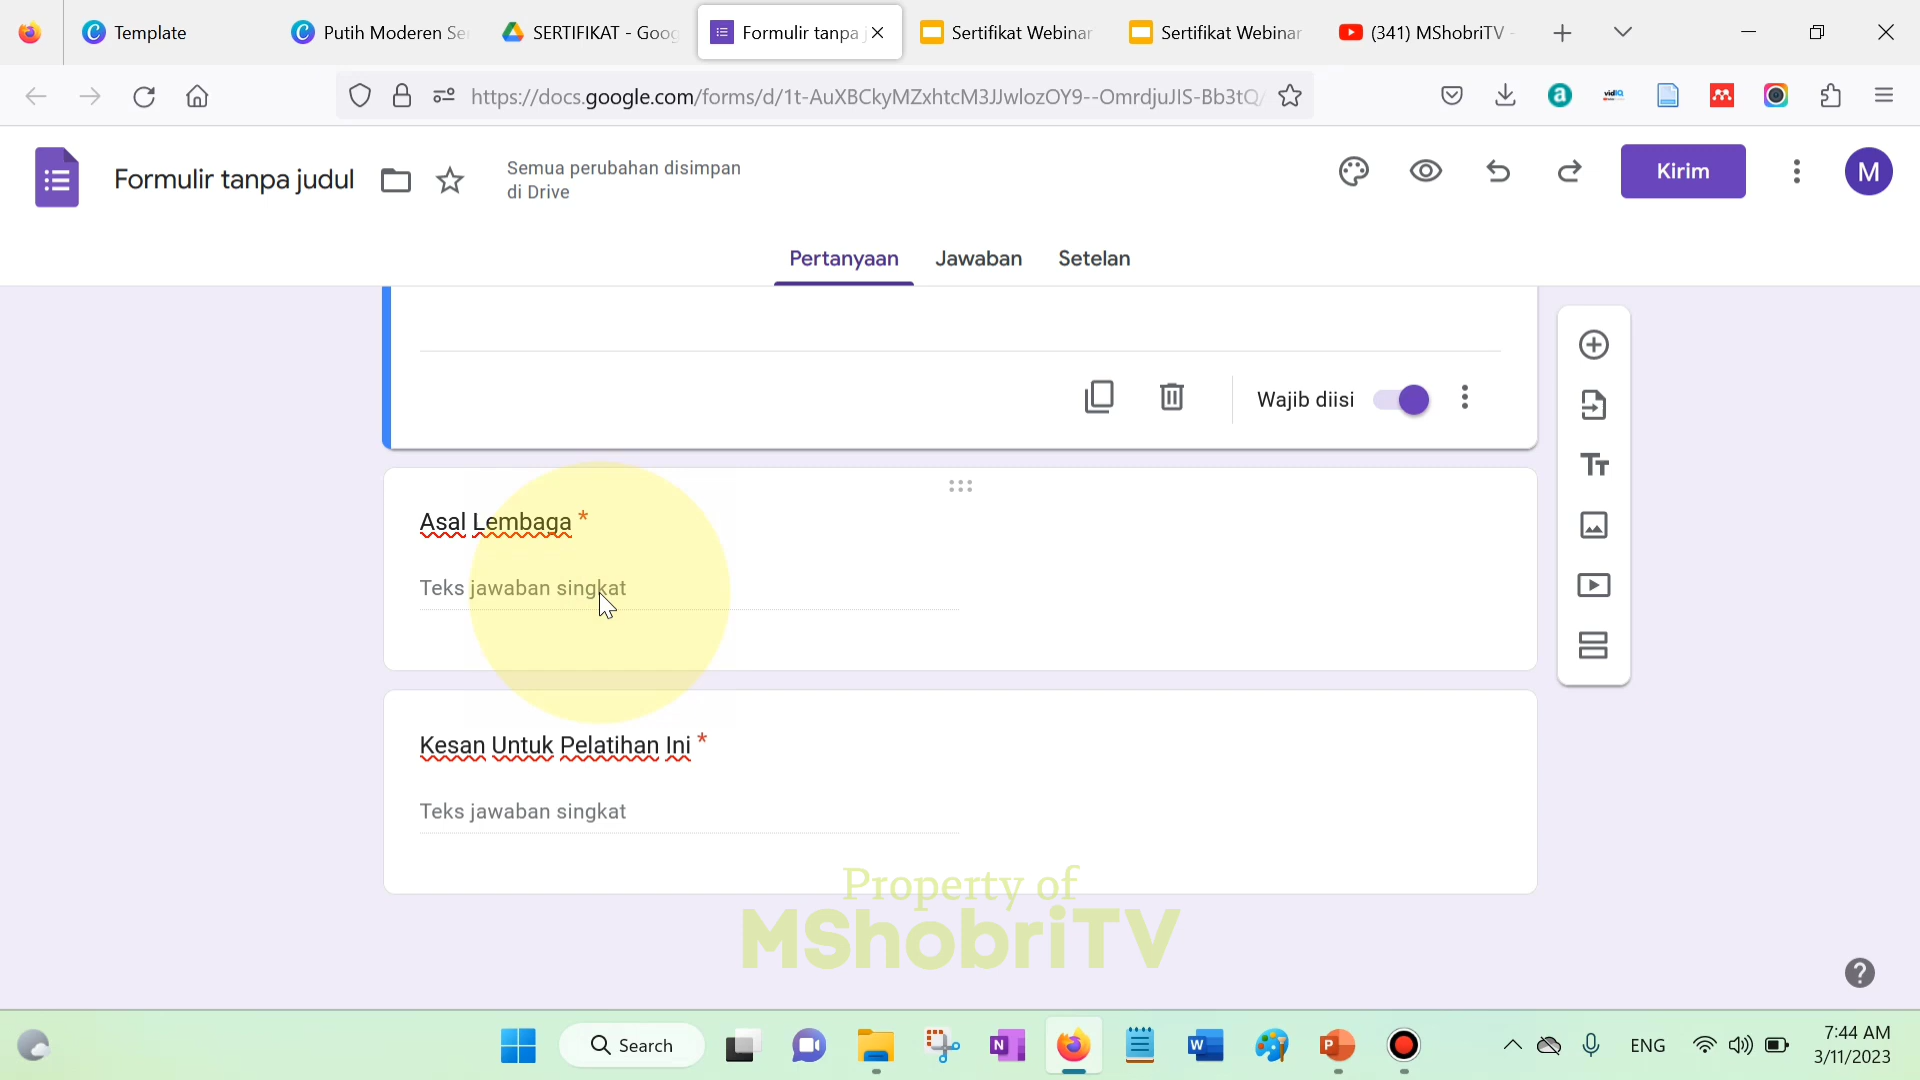 Template
Putih Moderen Se
SERTIFIKAT - Goog
Formulir tanpa j
Sertifikat Webinar
Sertifikat Webinar
(341) MShobriTV -
https://docs.google.com/forms/d/1t-AuXBCkyMZxhtcM3JJwlozOY9--OmrdjuJIS-Bb3tQ/
vidIQ
Formulir tanpa judul
Semua perubahan disimpan
di Drive
Kirim
M
Pertanyaan
Jawaban
Setelan
Wajib diisi
Asal Lembaga *
Teks jawaban singkat
Kesan Untuk Pelatihan Ini *
Teks jawaban singkat
Property of
MShobriTV
Search
ENG
7:44 AM
3/11/2023